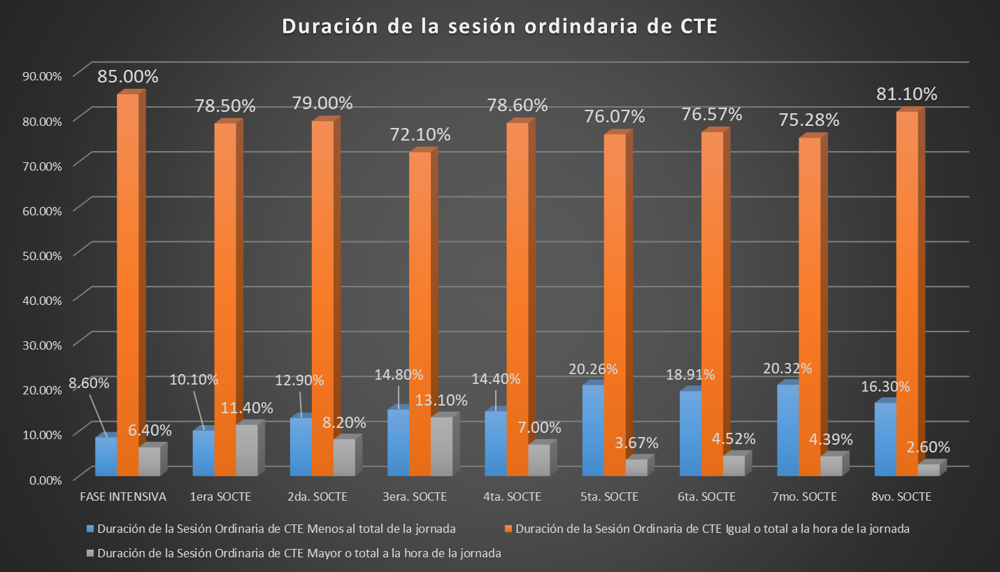 Duración de la sesión ordindaria de CTE
90.00%
80.00%
70.00%
60.00%
50.00%
40.00%
30.00%
20.00%
10.00%
0.00%
85.00%
78.50%
79.00%
72.10%
78.60%
76.07%
76.57%
75.28%
81.10%
8.60%
10.10%
12.90%
14.80%
14.40%
20.26%
18.91%
20.32%
16.30%
6.40%
11.40%
8.20%
13.10%
7.00%
3.67%
4.52%
4.39%
2.60%
FASE INTENSIVA
1era SOCTE
2da. SOCTE
3era. SOCTE
4ta. SOCTE
5ta. SOCTE
6ta. SOCTE
7mo. SOCTE
8vo. SOCTE
Duración de la Sesión Ordinaria de CTE Menos al total de la jornada
Duración de la Sesión Ordinaria de CTE Igual o total a la hora de la jornada
Duración de la Sesión Ordinaria de CTE Mayor o total a la hora de la jornada